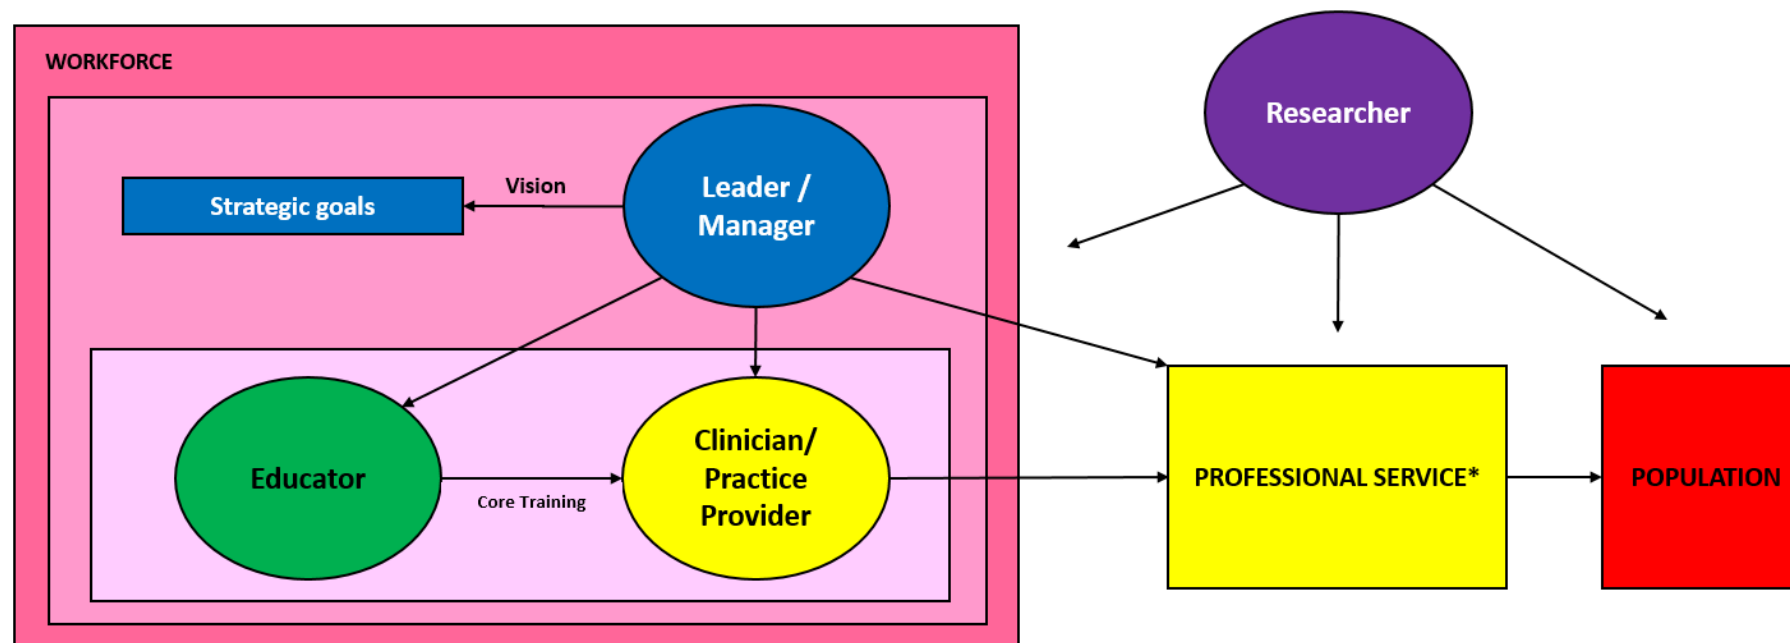 WORKFORCE
Researcher
Vision
Strategic goals
Leader /
Manager
Educator
Core Training
Clinician/
Practice
Provider
PROFESSIONAL SERVICE*
POPULATION